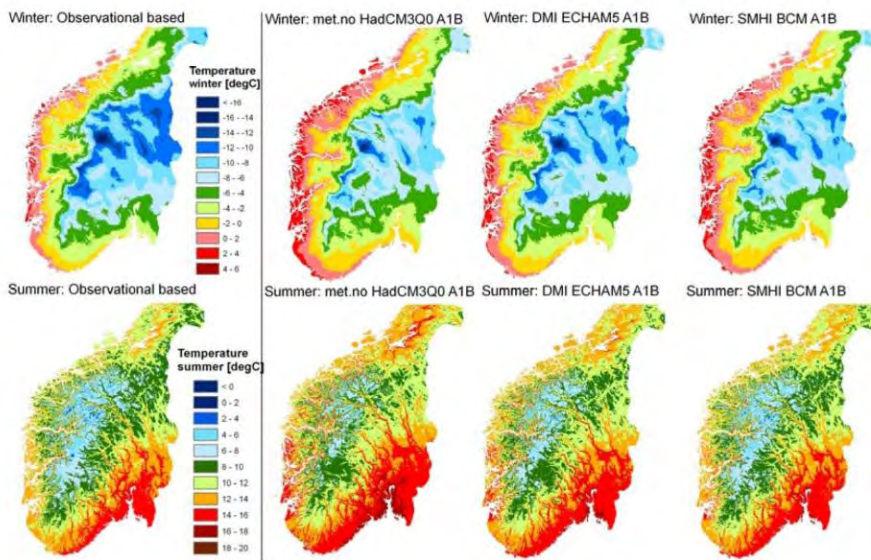 Winter: Observational based
Winter: met.no HadCM3Q0 A1B
Winter: DMI ECHAM5 A1B
Winter: SMHI BCM A1B
Temperature
winter [degC]
< -16
-16 - -14
-14 - -12
-12 - -10
-10 - -8
-8 - -6
-6 - -4
-4 - -2
-2 - 0
0 - 2
2 - 4
4 - 6
Summer: Observational based
Summer: met.no HadCM3Q0 A1B
Summer: DMI ECHAM5 A1B
Summer: SMHI BCM A1B
Temperature
summer [degC]
< 0
0 - 2
2 - 4
4 - 6
6 - 8
8 - 10
10 - 12
12 - 14
14 - 16
16 - 18
18 - 20